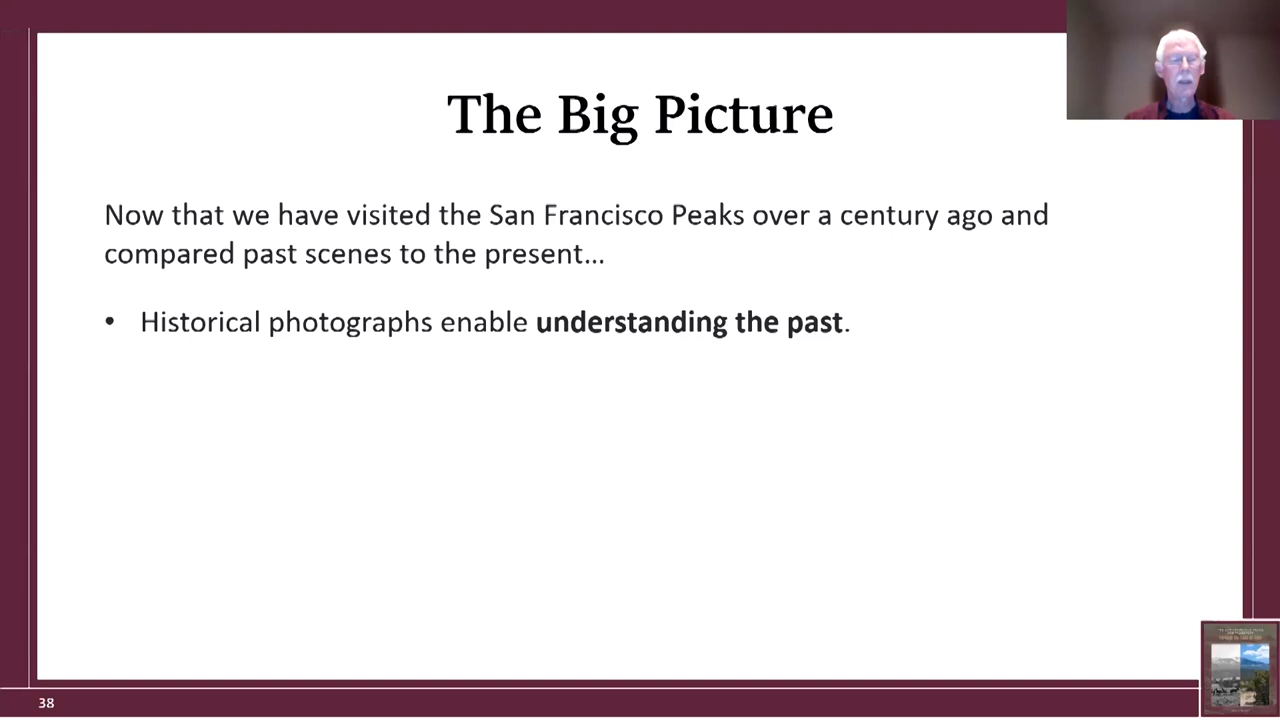 The Big Picture
Now that we have visited the San Francisco Peaks over a century ago and
compared past scenes to the present...
• Historical photographs enable understanding the past.
38